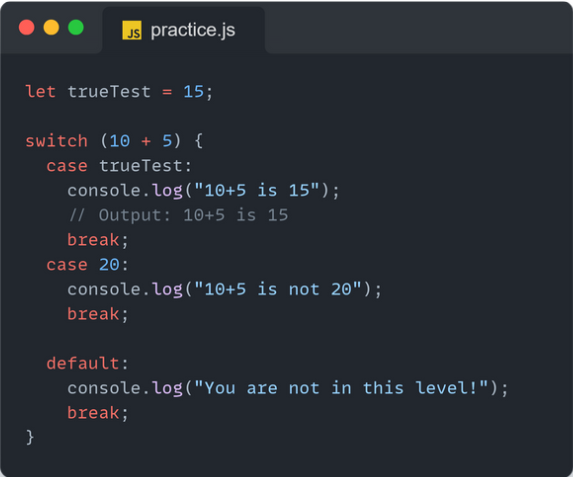 JS practice.js
let trueTest = 15;
switch (10 + 5) {
  case trueTest:
    console.log("10+5 is 15");
    // Output: 10+5 is 15
    break;
  case 20:
    console.log("10+5 is not 20");
    break;
  default:
    console.log("You are not in this level!");
    break;
}